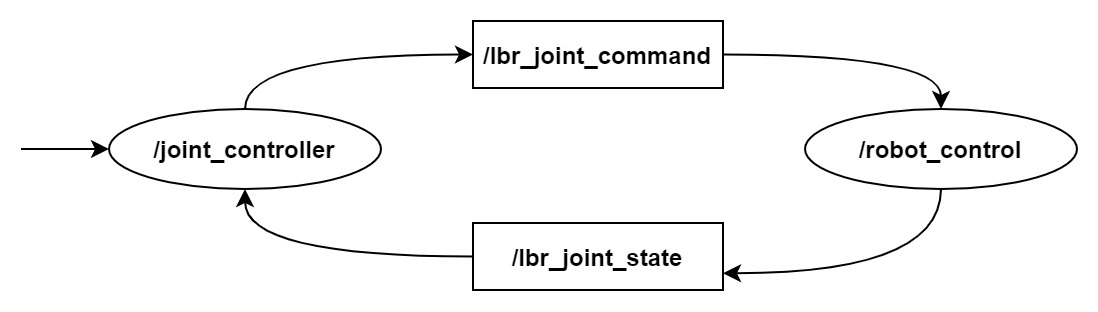 /lbr_joint_command
/joint_controller
/robot_control
/lbr_joint_state